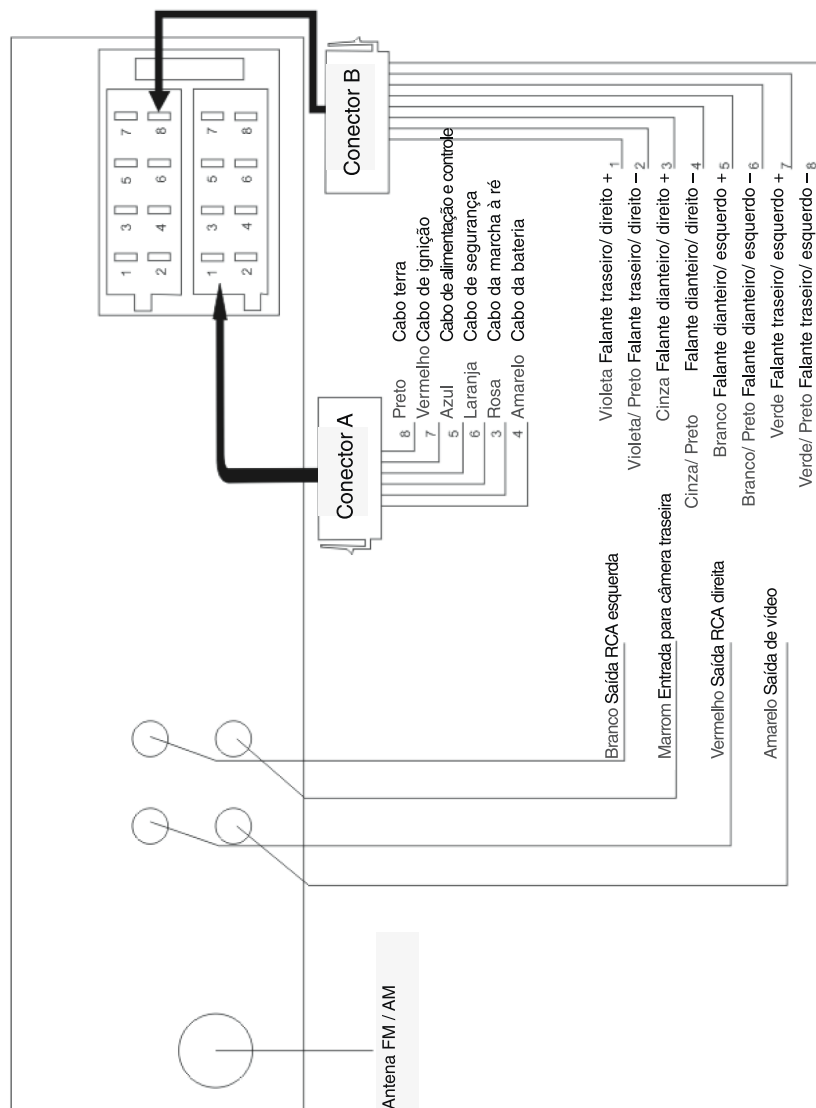 1 3 5 7
2 4 6 8
1 3 5 7
2 4 6 8
Conector A
8 Preto Cabo terra
7 Vermelho Cabo de ignição
5 Azul Cabo de alimentação e controle
6 Laranja Cabo de segurança
3 Rosa Cabo da marcha à ré
4 Amarelo Cabo da bateria
Conector B
Violeta Falante traseiro/ direito + 1
Violeta/ Preto Falante traseiro/ direito – 2
Cinza Falante dianteiro/ direito + 3
Cinza/ Preto Falante dianteiro/ direito – 4
Branco Falante dianteiro/ esquerdo + 5
Branco/ Preto Falante dianteiro/ esquerdo – 6
Verde Falante traseiro/ esquerdo + 7
Verde/ Preto Falante traseiro/ esquerdo – 8
Branco Saída RCA esquerda
Marrom Entrada para câmera traseira
Vermelho Saída RCA direita
Amarelo Saída de vídeo
Antena FM / AM